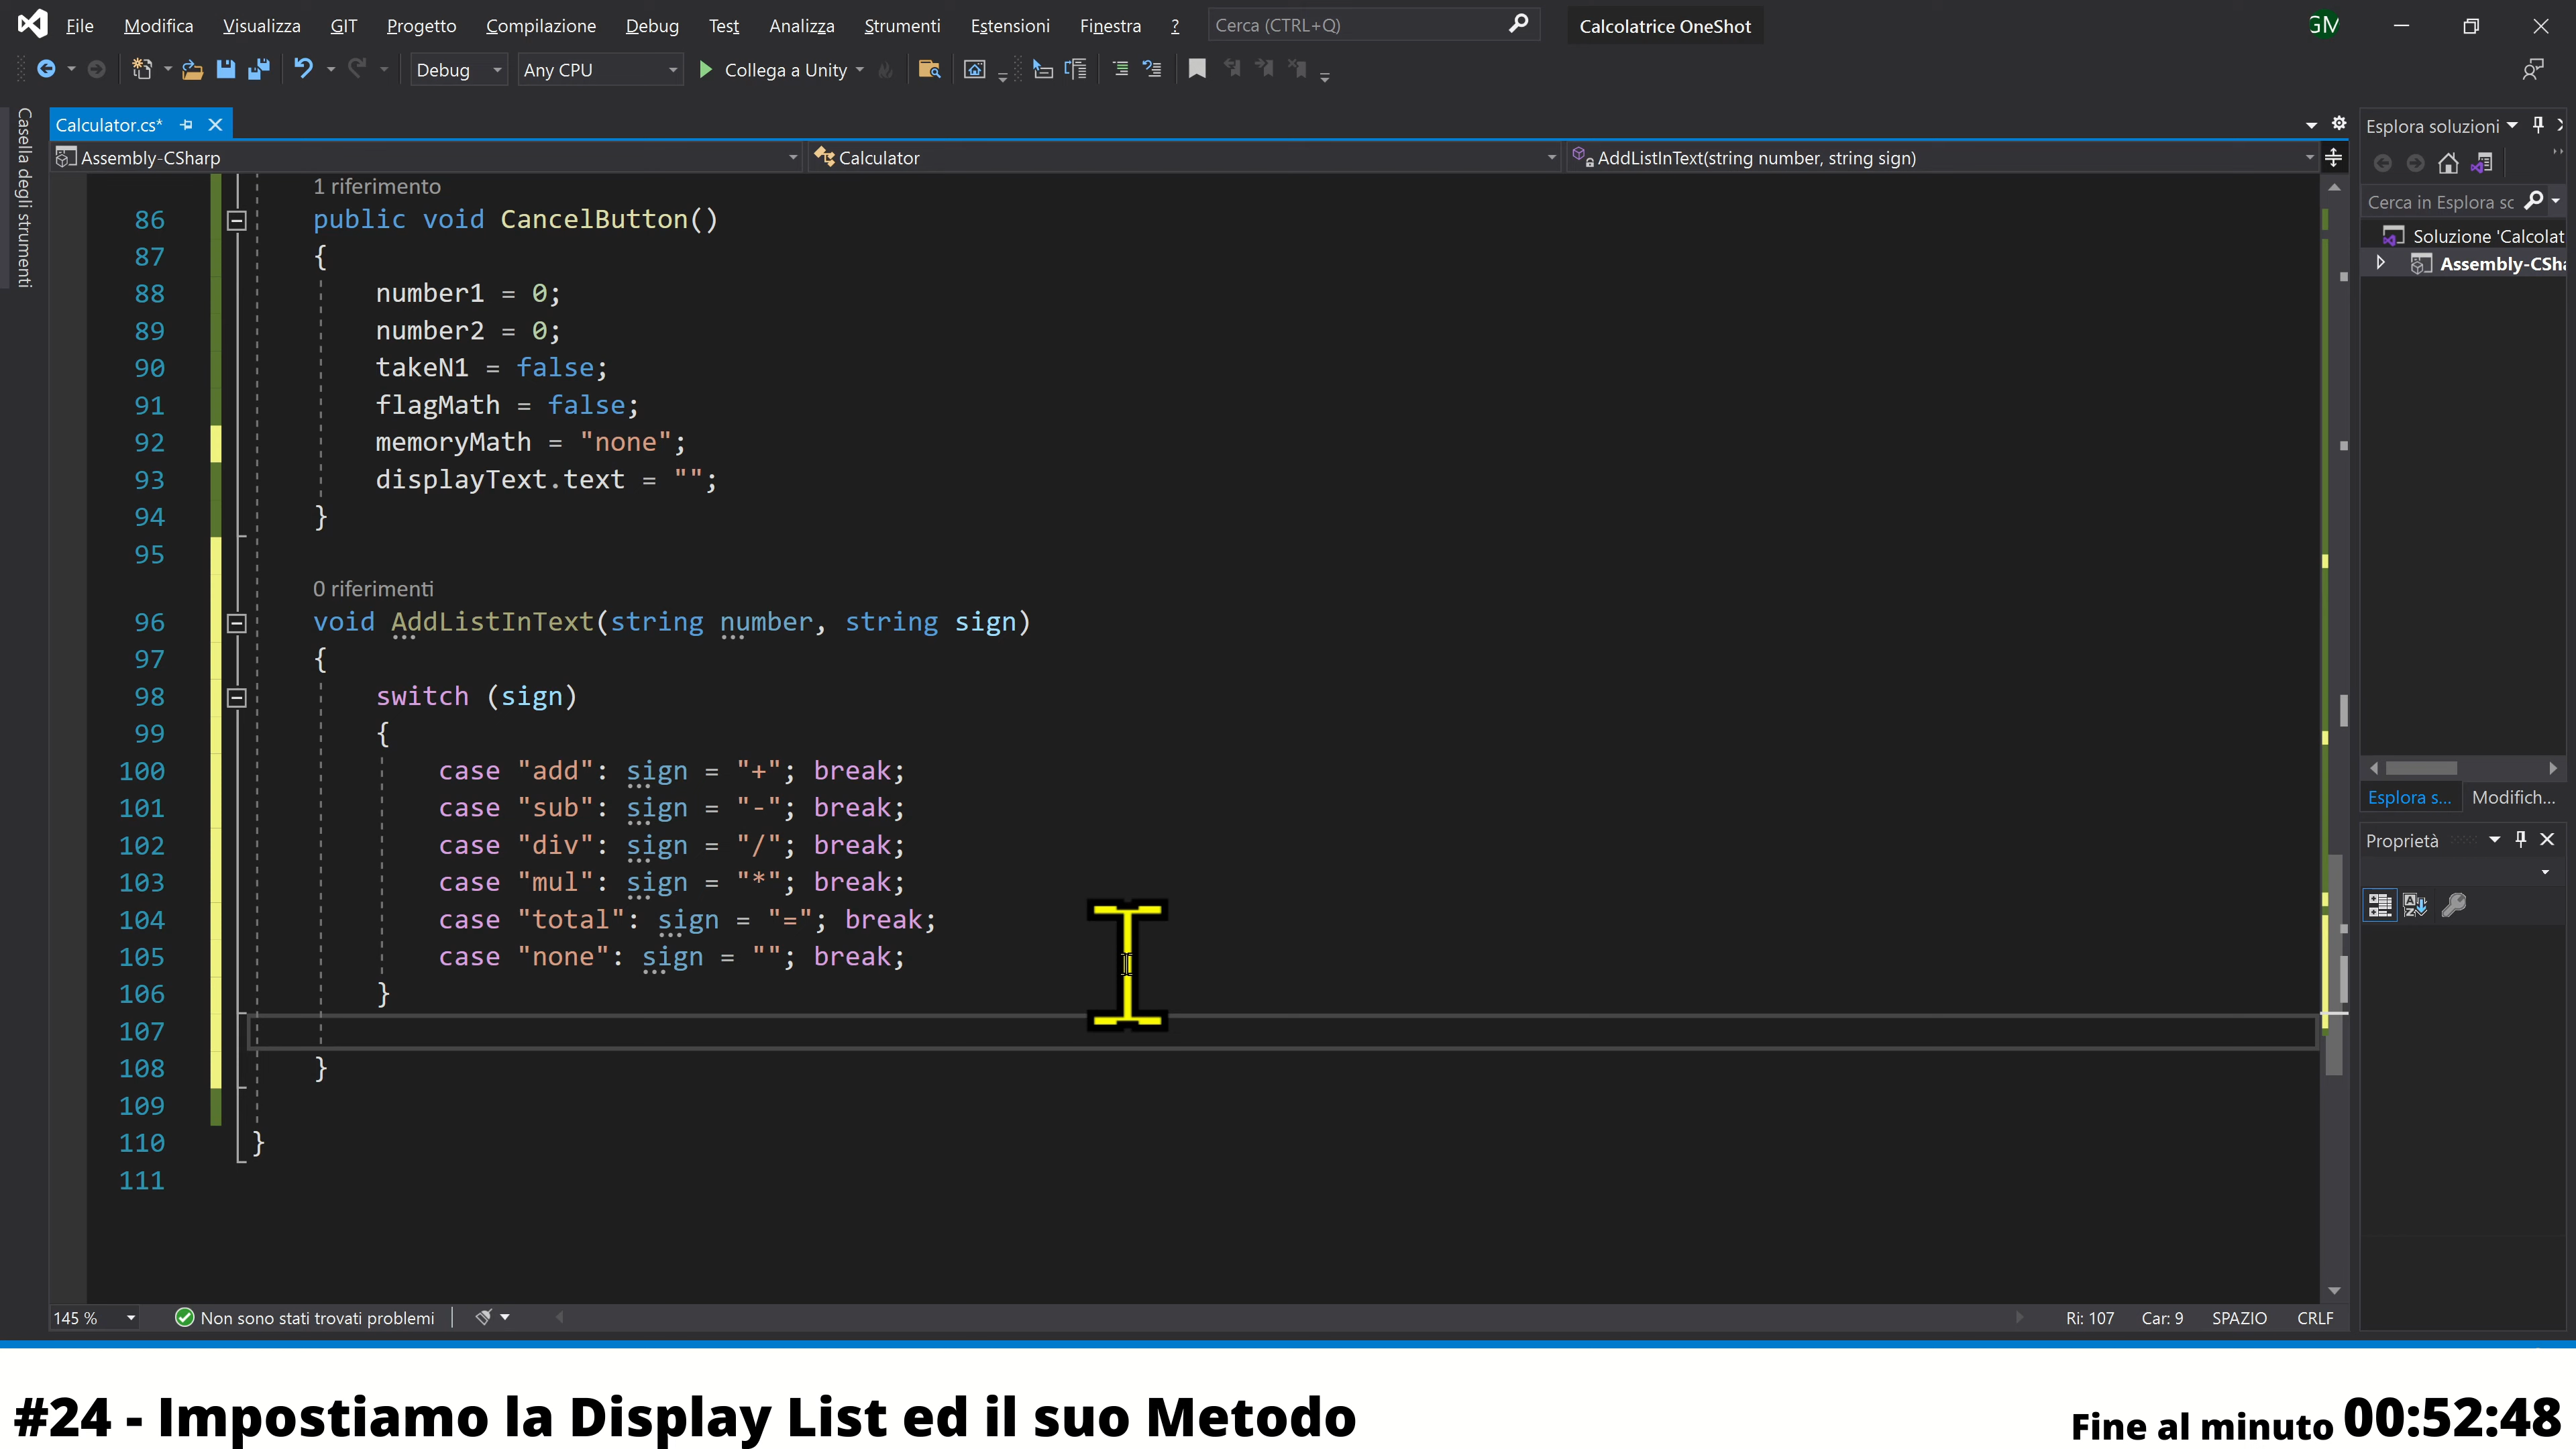 File Modifica Visualizza GIT Progetto Compilazione Debug Test Analizza Strumenti Estensioni Finestra ? Cerca (CTRL+Q) Calcolatrice OneShot GM
Debug Any CPU Collega a Unity
Casella degli strumenti
Calculator.cs*
Assembly-CSharp Calculator AddListInText(string number, string sign)
1 riferimento
86 public void CancelButton()
87 {
88 number1 = 0;
89 number2 = 0;
90 takeN1 = false;
91 flagMath = false;
92 memoryMath = "none";
93 displayText.text = "";
94 }
95
0 riferimenti
96 void AddListInText(string number, string sign)
97 {
98 switch (sign)
99 {
100 case "add": sign = "+"; break;
101 case "sub": sign = "-"; break;
102 case "div": sign = "/"; break;
103 case "mul": sign = "*"; break;
104 case "total": sign = "="; break;
105 case "none": sign = ""; break;
106 }
107
108 }
109
110 }
111
145 % Non sono stati trovati problemi Ri: 107 Car: 9 SPAZIO CRLF
Esplora soluzioni
Cerca in Esplora sc
Soluzione 'Calcolat
Assembly-CSha
Esplora s... Modifich...
Proprietà
#24 - Impostiamo la Display List ed il suo Metodo
Fine al minuto 00:52:48